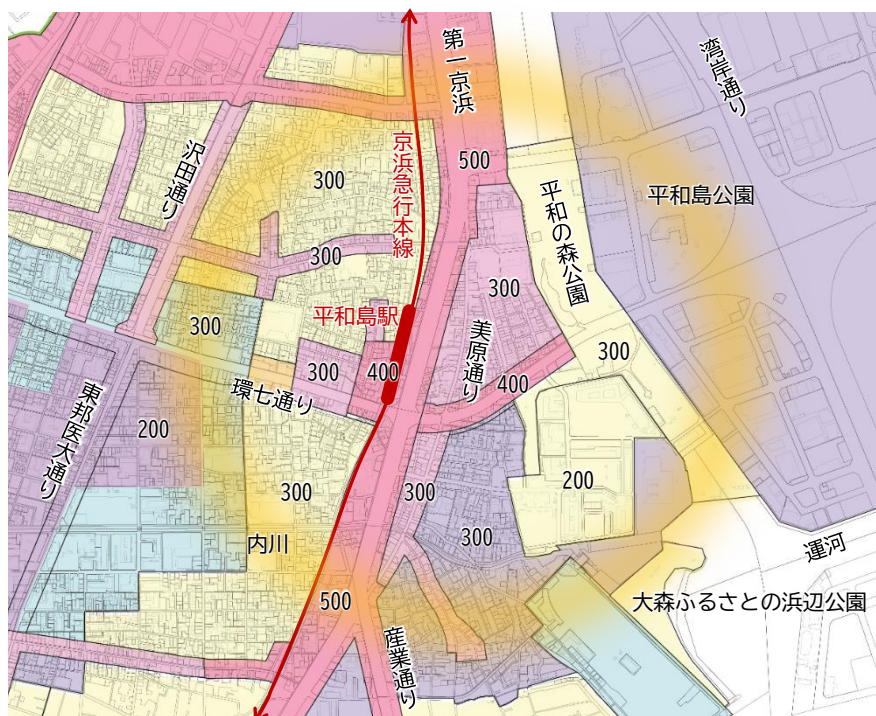 第一京浜
湾岸通り
沢田通り
京浜急行本線
500
300
平和島公園
平和の森公園
300
300
平和島駅
300
美原通り
300
環七通り
300
400
400
東邦医大通り
200
200
300
300
300
内川
運河
500
大森ふるさとの浜辺公園
産業通り